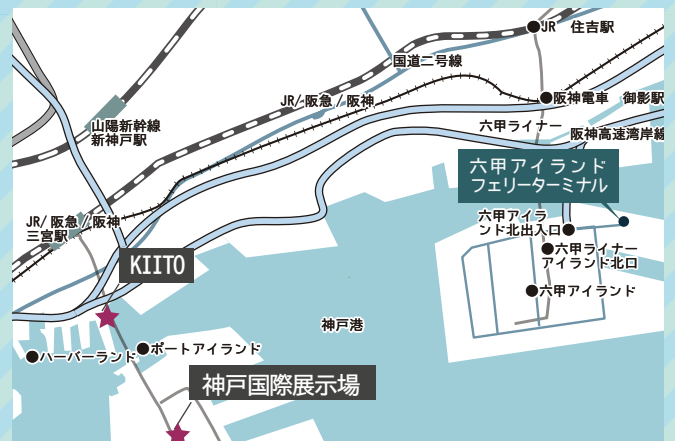 JR 住吉駅
国道二号線
JR/阪急/阪神
阪神電車 御影駅
山陽新幹線
新神戸駅
六甲ライナー
阪神高速湾岸線
六甲アイランド
フェリーターミナル
JR/阪急/阪神
三宮駅
六甲アイラ
ンド北出入口
六甲ライナー
アイランド北口
KIITO
六甲アイランド
神戸港
ハーバーランド
ポートアイランド
神戸国際展示場